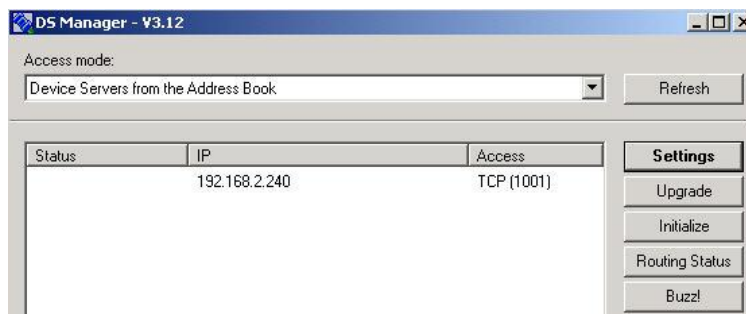 DS Manager - V3.12
Access mode:
Device Servers from the Address Book
Refresh
Status IP Access
192.168.2.240 TCP (1001)
Settings
Upgrade
Initialize
Routing Status
Buzz!